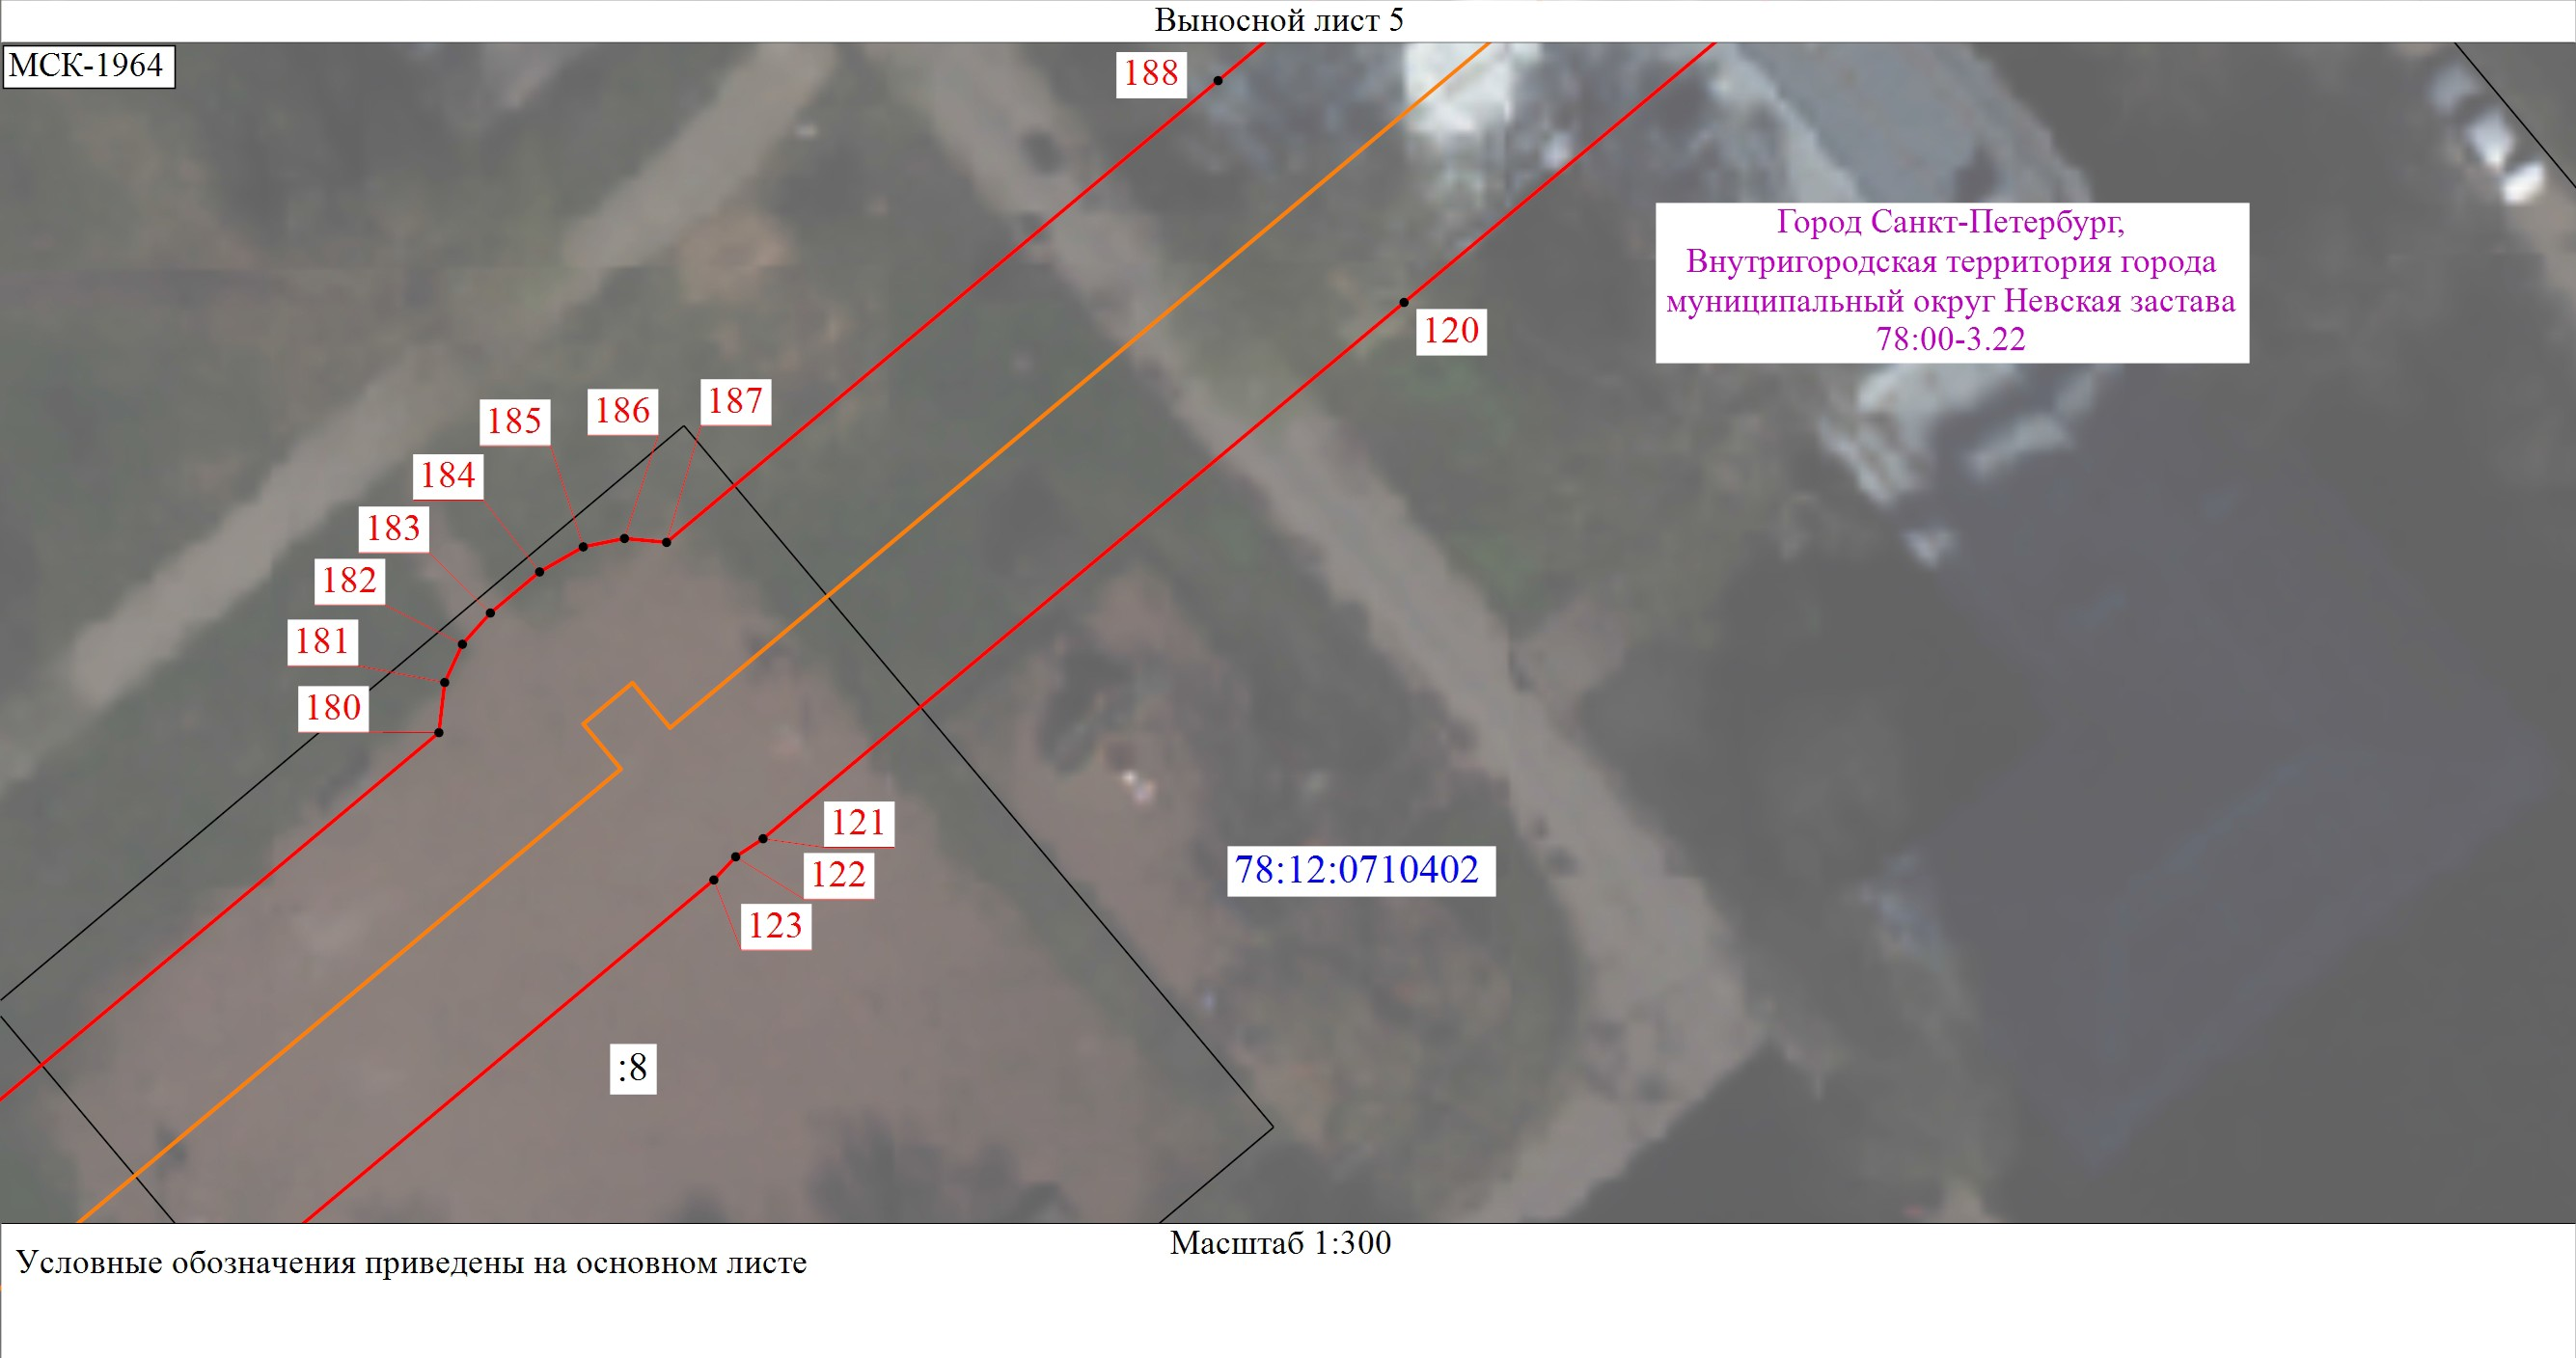 Выносной лист 5
МСК-1964
188
Город Санкт-Петербург,
Внутригородская территория города
муниципальный округ Невская застава
78:00-3.22
120
187
186
185
184
183
182
181
180
121
122
123
78:12:0710402
:8
Масштаб 1:300
Условные обозначения приведены на основном листе